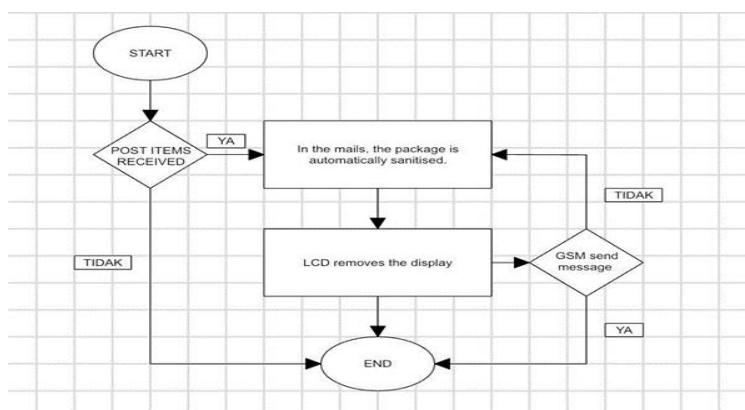 START
POST ITEMS
RECEIVED
YA
In the mails, the package is
automatically sanitised.
TIDAK
TIDAK
LCD removes the display
GSM send
message
YA
END